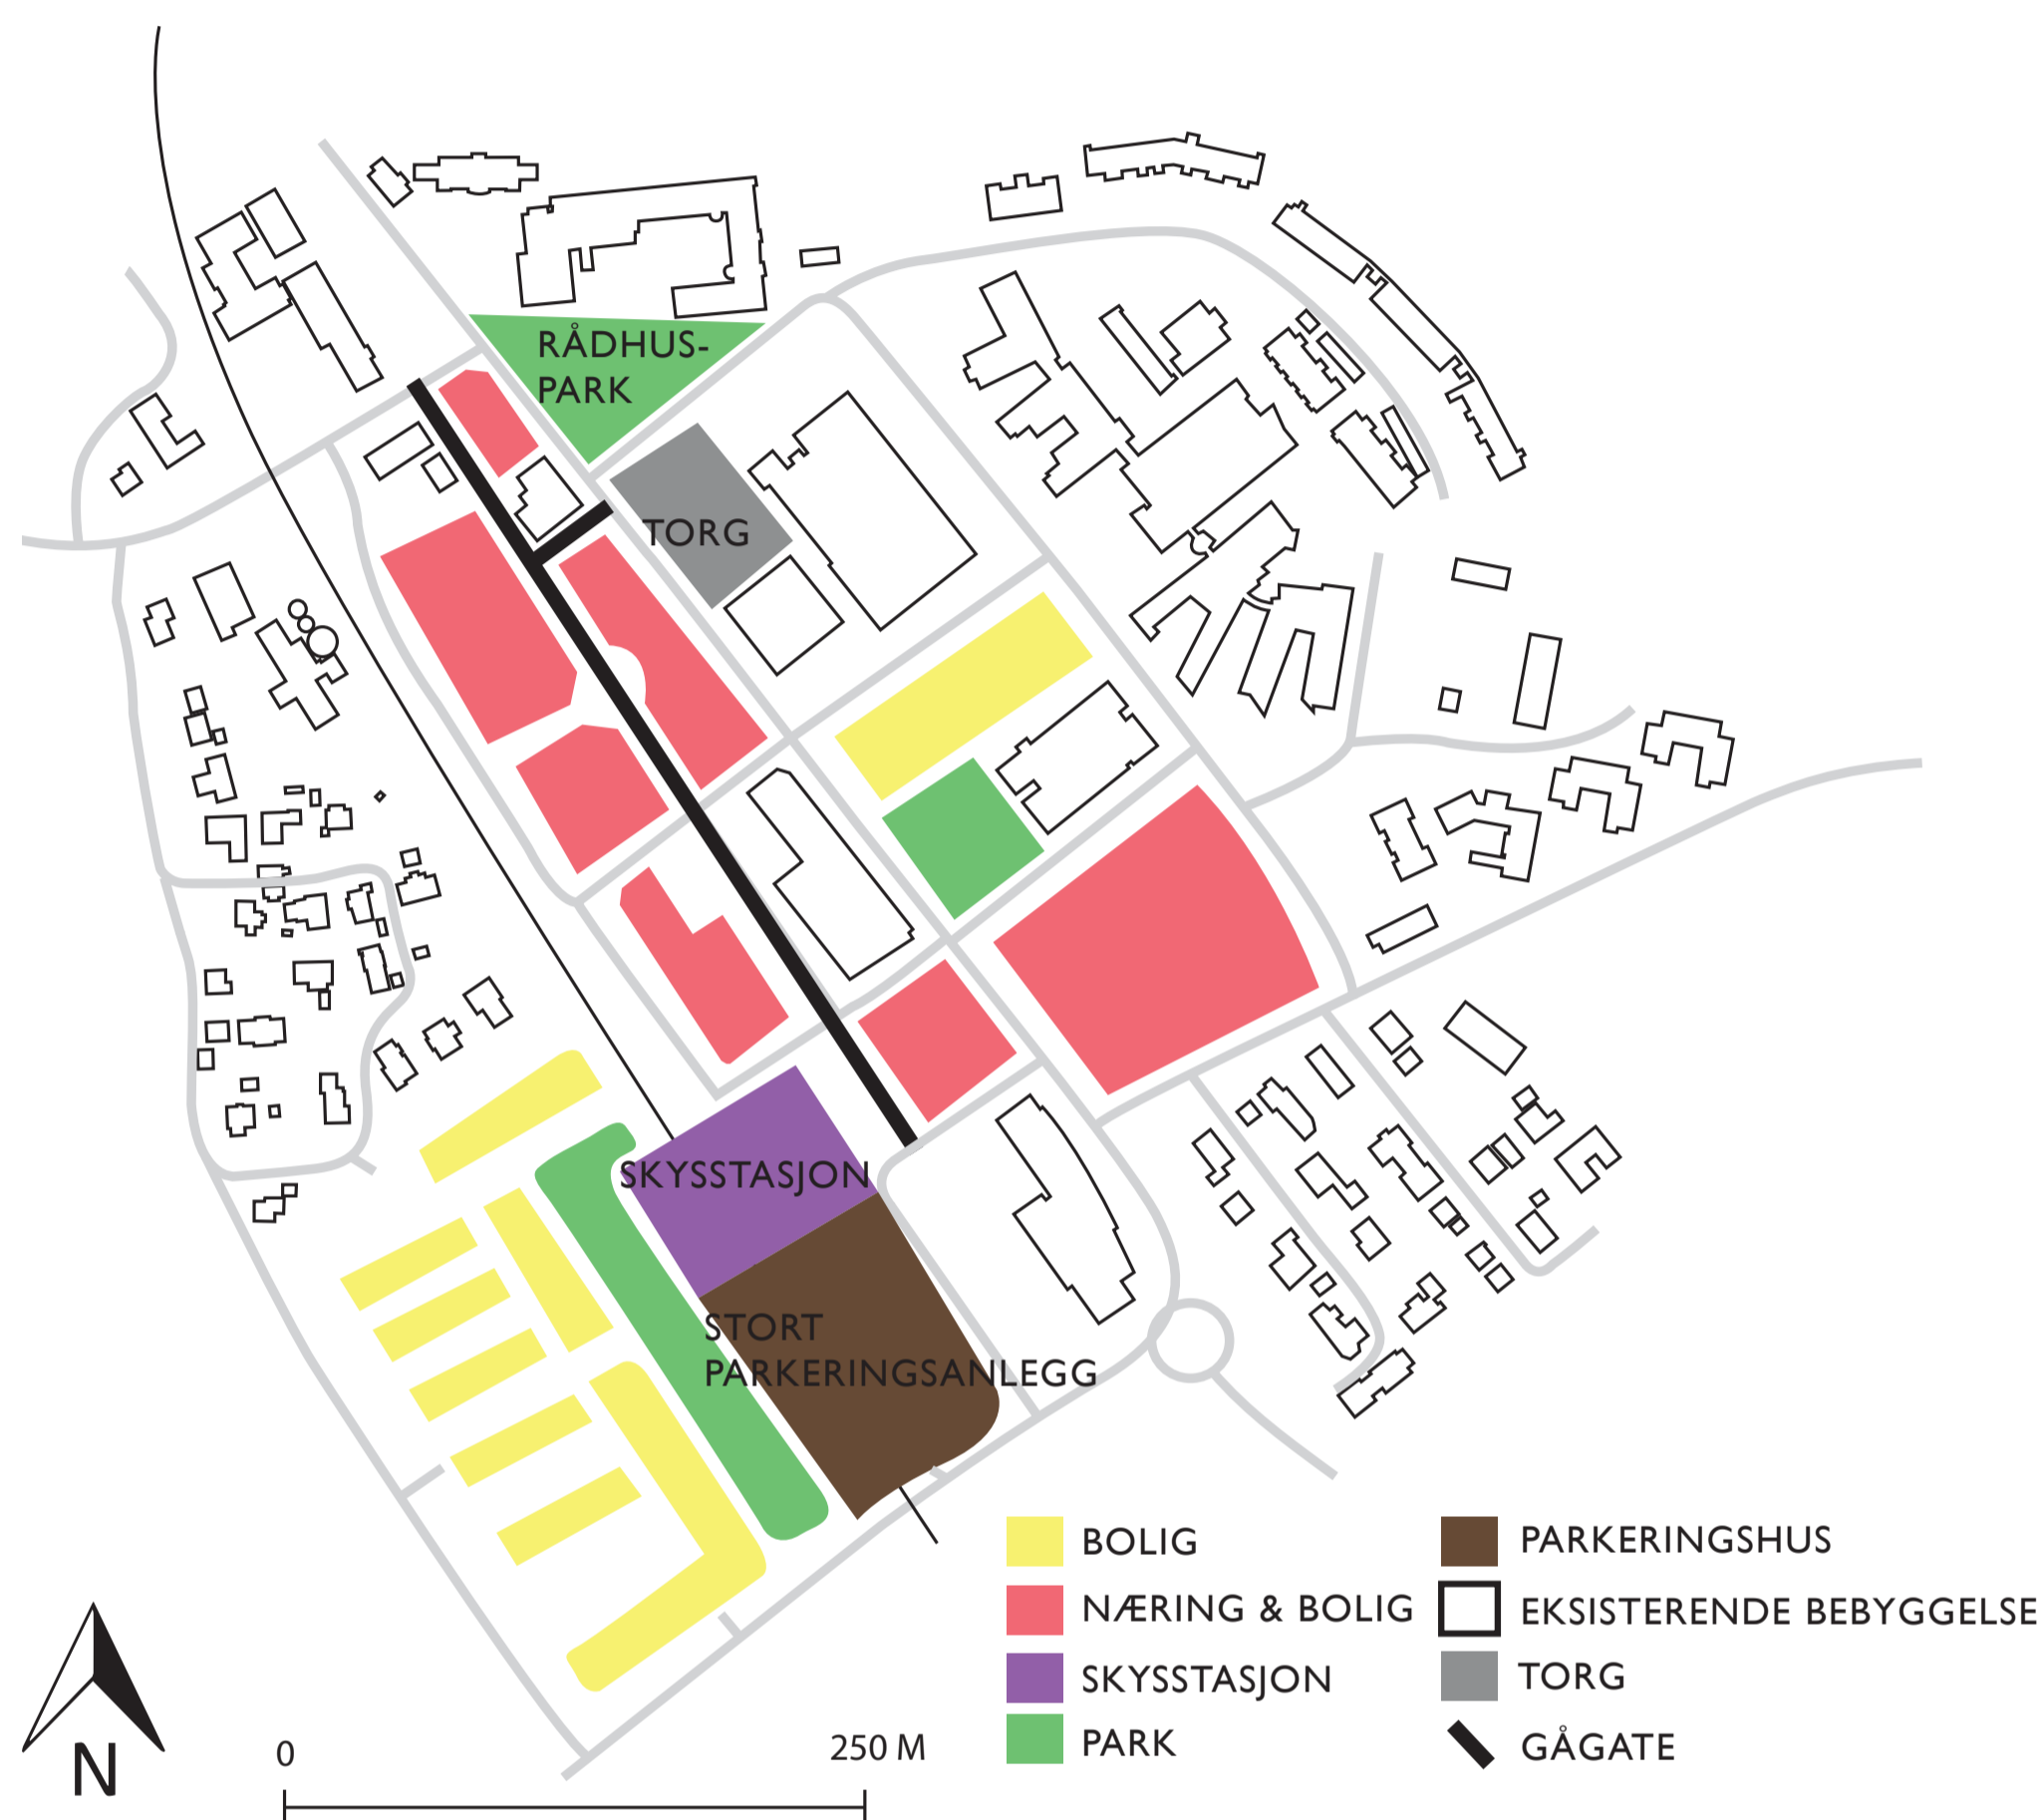 RÅDHUS-
PARK
TORG
SKYSSTASJON
STORT
PARKERINGSANLEGG
BOLIG
NÆRING & BOLIG
SKYSSTASJON
PARK
PARKERINGSHUS
EKSISTERENDE BEBYGGELSE
TORG
GÅGATE
N
0
250 M